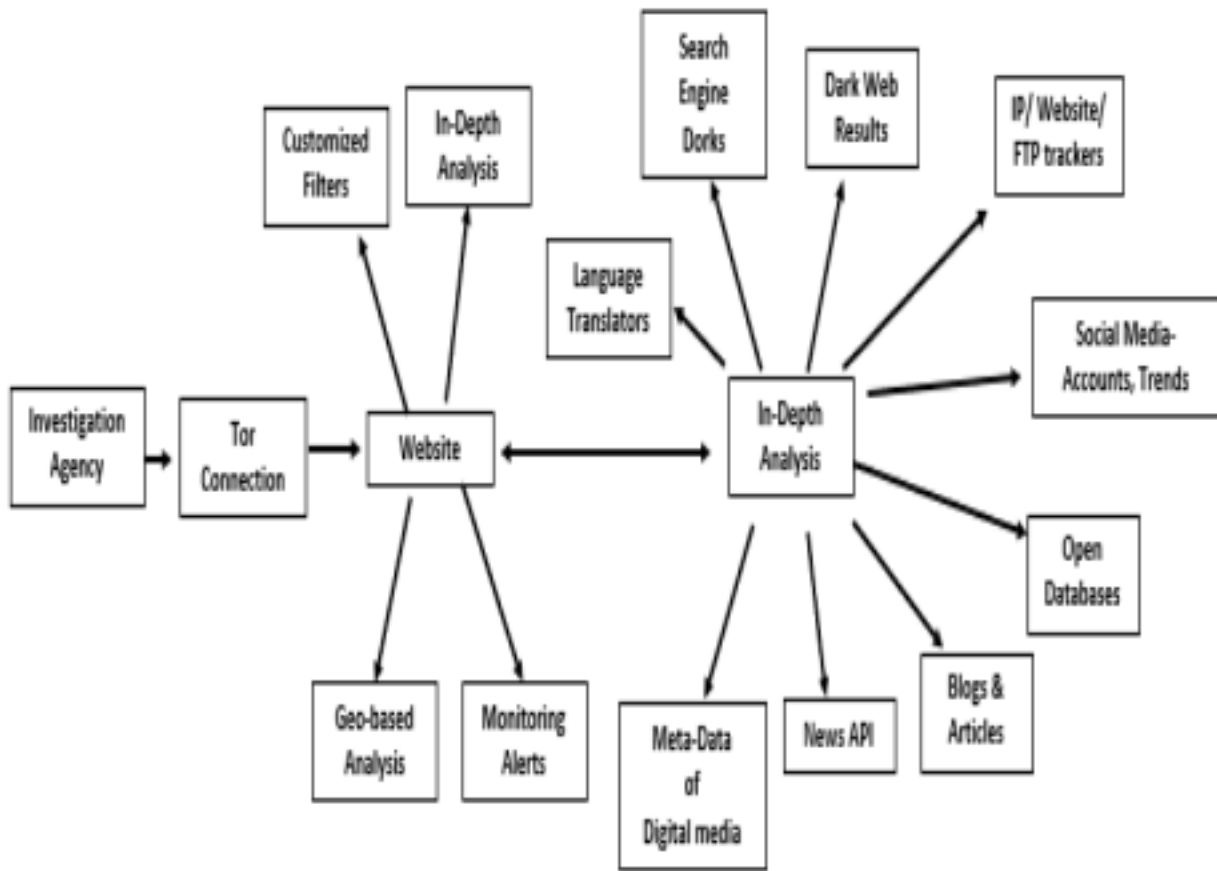 Search
Engine
Dorks
Dark Web
Results
IP/ Website/
FTP trackers
Customized
Filters
In-Depth
Analysis
Language
Translators
Social Media-
Accounts, Trends
Investigation
Agency
Tor
Connection
Website
In-Depth
Analysis
Open
Databases
Geo-based
Analysis
Monitoring
Alerts
Meta-Data
of
Digital media
News API
Blogs &
Articles